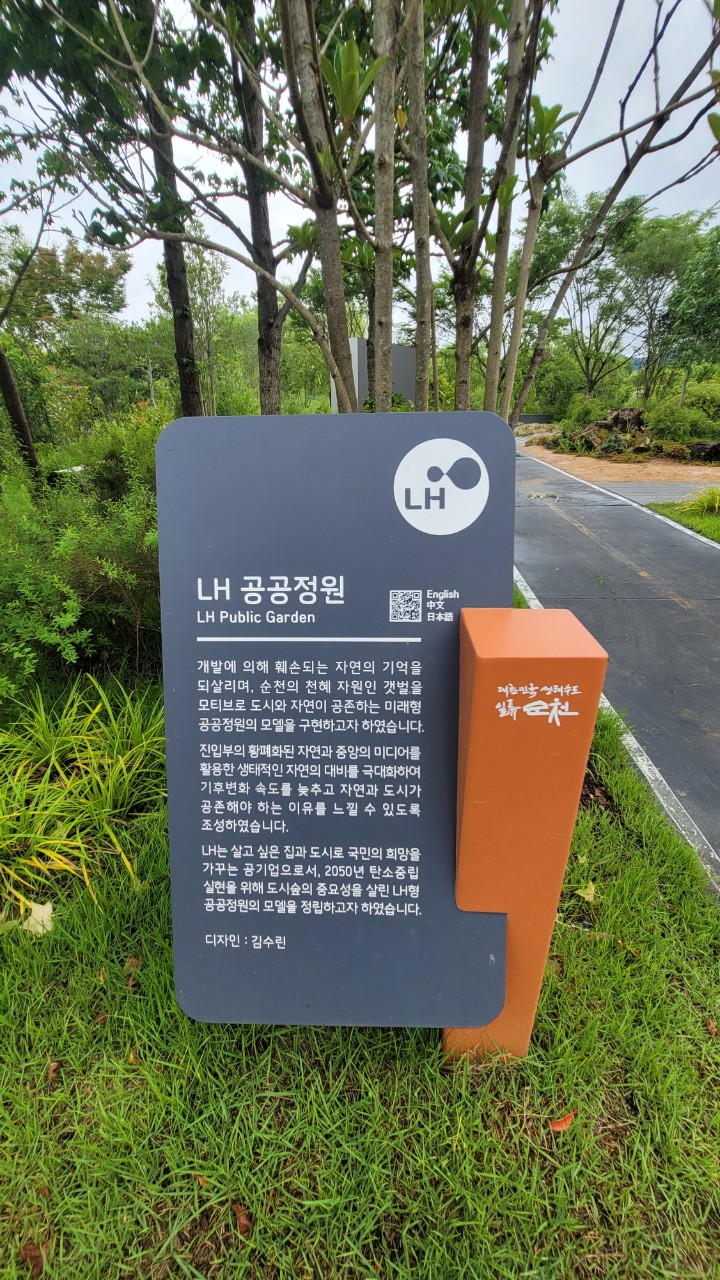 LH
LH 공공정원
LH Public Garden
English
中文
日本語
개발에 의해 훼손되는 자연의 기억을
되살리며, 순천의 천혜 자원인 갯벌을
모티브로 도시와 자연이 공존하는 미래형
공공정원의 모델을 구현하고자 하였습니다.
진입부의 황폐화된 자연과 중앙의 미디어를
활용한 생태적인 자연의 대비를 극대화하여
기후변화 속도를 늦추고 자연과 도시가
공존해야 하는 이유를 느낄 수 있도록
조성하였습니다.
LH는 살고 싶은 집과 도시로 국민의 희망을
가꾸는 공기업으로서, 2050년 탄소중립
실현을 위해 도시숲의 중요성을 살린 LH형
공공정원의 모델을 정립하고자 하였습니다.
디자인 : 김수린
대한민국 생태수도
일류 순천